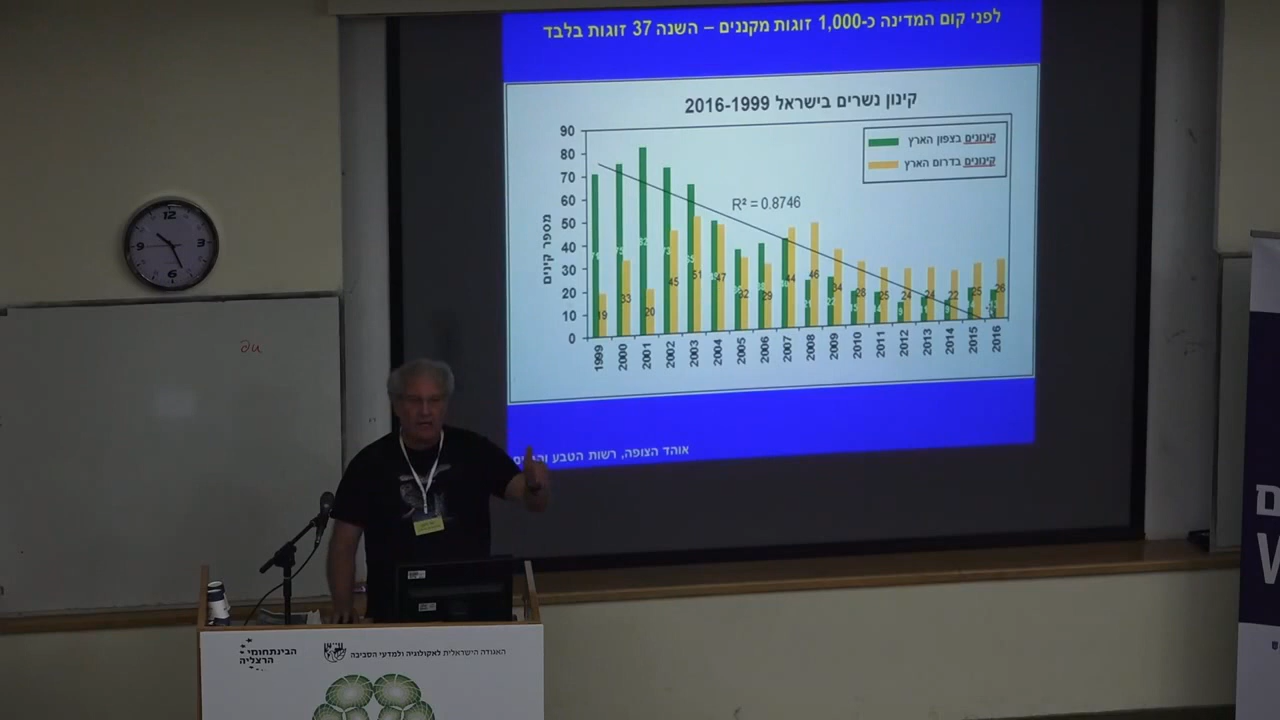 לפני קום המדינה כ-1,000 זוגות מקננים – השנה 37 זוגות בלבד
קינון נשרים בישראל 2016-1999
קינונים בצפון הארץ
קינונים בדרום הארץ
R² = 0.8746
מספר קינים
90
80
70
60
50
40
30
20
10
0
19 33 20 45 51 47 32 29 44 46 34 26 25 24 24 22 25 26
1999 2000 2001 2002 2003 2004 2005 2006 2007 2008 2009 2010 2011 2012 2013 2014 2015 2016
אוהד הצופה, רשות הטבע
12
3
6
9
הבינתחומי
הרצליה
האגודה הישראלית לאקולוגיה ולמדעי הסביבה
ם
W